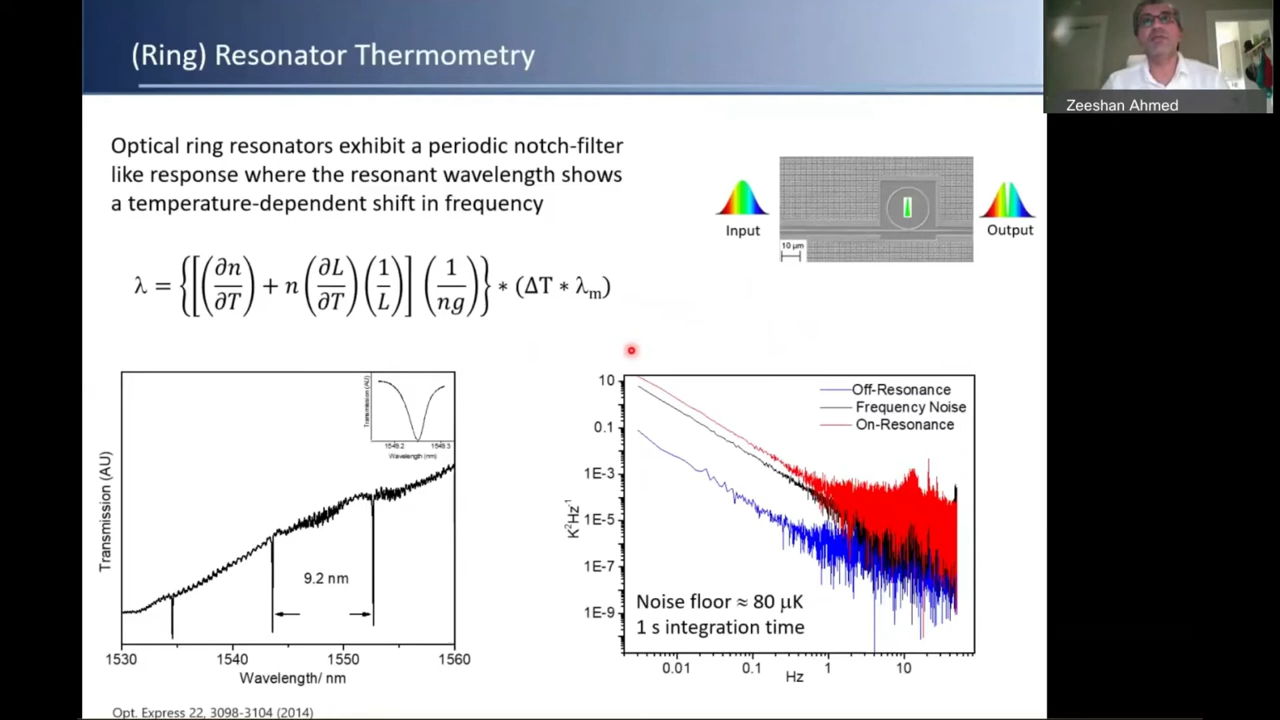 (Ring) Resonator Thermometry
Zeeshan Ahmed
Optical ring resonators exhibit a periodic notch-filter
like response where the resonant wavelength shows
a temperature-dependent shift in frequency
Input
10 µm
Output
λ = {[(∂n/∂T) + n (∂L/∂T) (1/L)] (1/ng)} * (ΔT * λm)
Transmission (AU)
Transmission (AU)
1549.2 1549.3
Wavelength (nm)
9.2 nm
1530 1540 1550 1560
Wavelength/ nm
K²Hz⁻¹
10
0.1
1E-3
1E-5
1E-7
1E-9
Off-Resonance
Frequency Noise
On-Resonance
Noise floor ≈ 80 µK
1 s integration time
0.01 0.1 1 10
Hz
Opt. Express 22, 3098-3104 (2014)